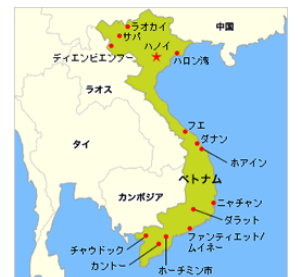 中国
ラオカイ
サパ
ハノイ
ディエンビエンフー
ハロン湾
ラオス
フエ
ダナン
タイ
ホアイン
ベトナム
カンボジア
ニャチャン
ダラット
チャウドック
ファンティエット/
ムイネー
カントー
ホーチミン市